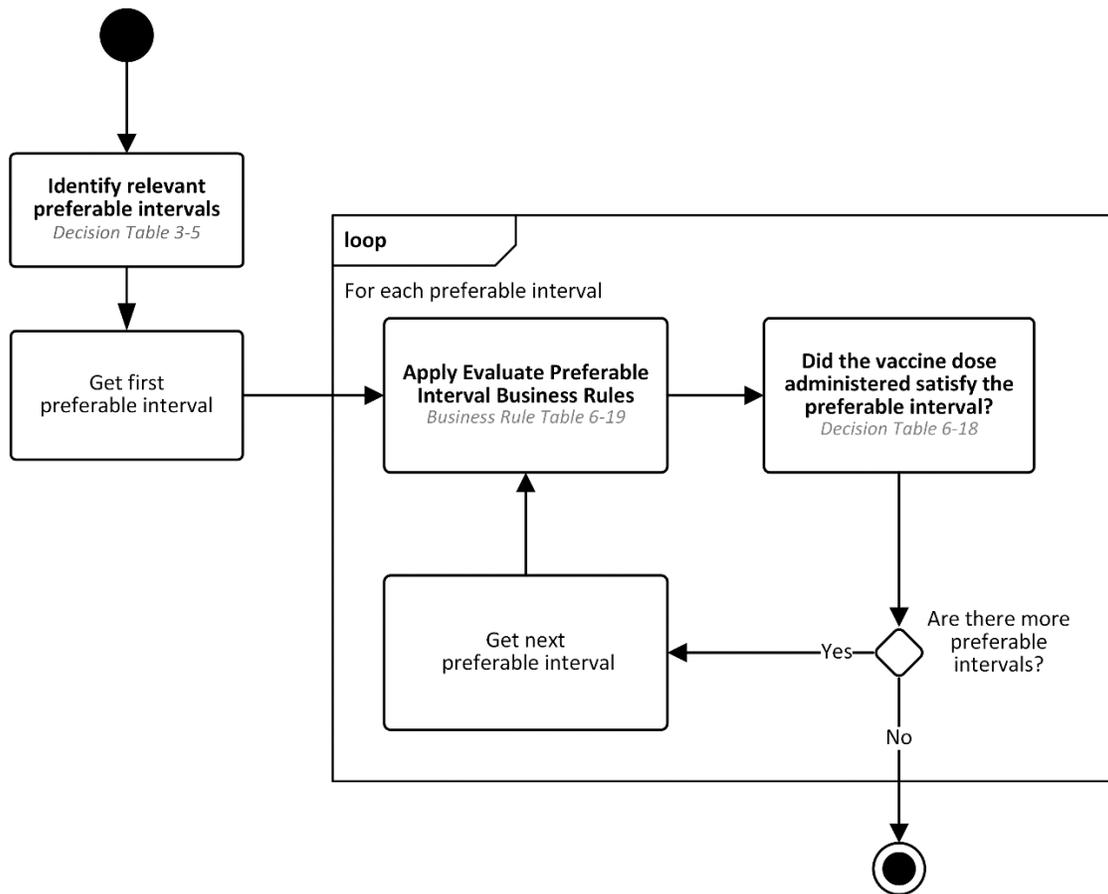 Identify relevant
preferable intervals
Decision Table 3-5
Get first
preferable interval
loop
For each preferable interval
Apply Evaluate Preferable
Interval Business Rules
Business Rule Table 6-19
Did the vaccine dose
administered satisfy the
preferable interval?
Decision Table 6-18
Are there more
preferable
intervals?
Yes
Get next
preferable interval
No